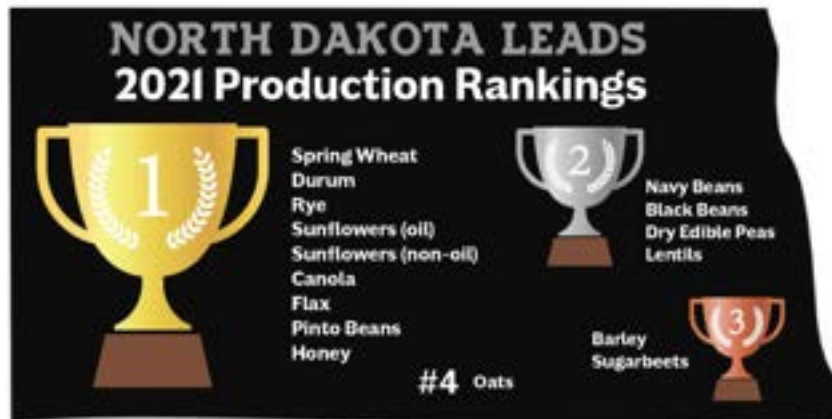 NORTH DAKOTA LEADS
2021 Production Rankings
1
Spring Wheat
Durum
Rye
Sunflowers (oil)
Sunflowers (non-oil)
Canola
Flax
Pinto Beans
Honey
2
Navy Beans
Black Beans
Dry Edible Peas
Lentils
3
Barley
Sugarbeets
#4 Oats